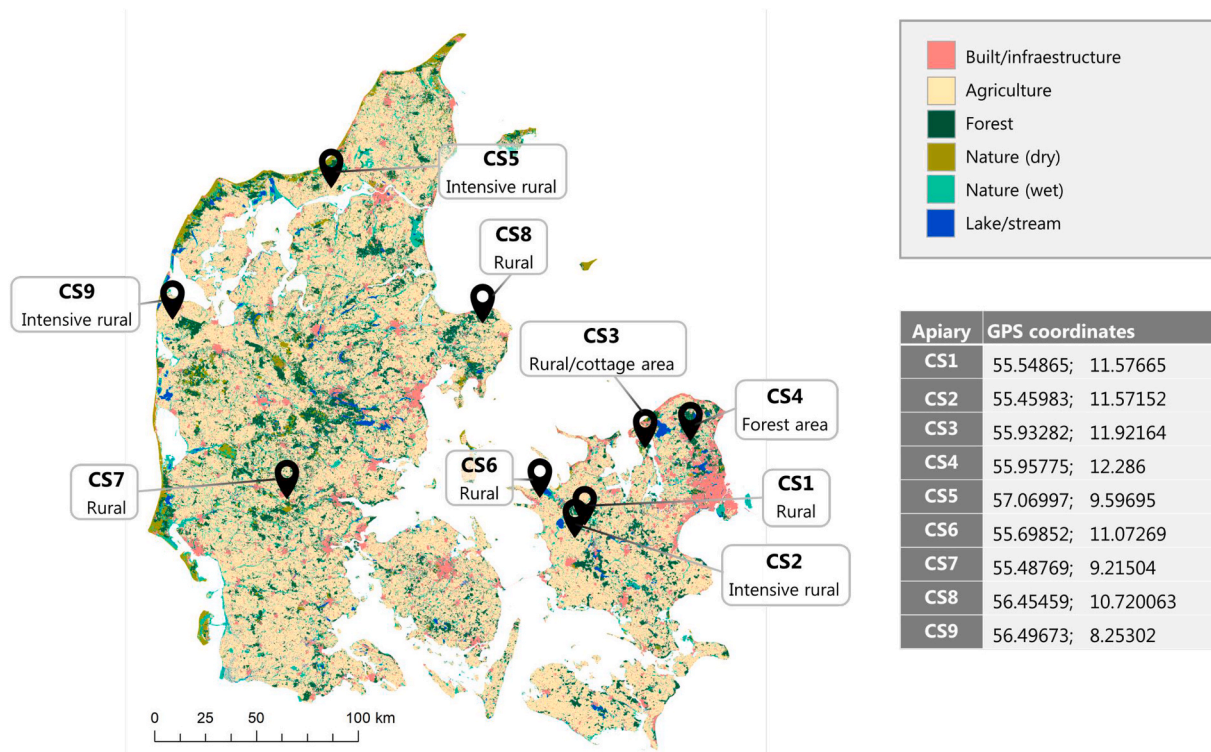 CS5
Intensive rural
CS8
Rural
CS9
Intensive rural
CS3
Rural/cottage area
CS4
Forest area
CS7
Rural
CS6
Rural
CS1
Rural
CS2
Intensive rural
0 25 50 100 km
Built/infraestructure
Agriculture
Forest
Nature (dry)
Nature (wet)
Lake/stream
Apiary GPS coordinates
CS1 55.54865; 11.57665
CS2 55.45983; 11.57152
CS3 55.93282; 11.92164
CS4 55.95775; 12.286
CS5 57.06997; 9.59695
CS6 55.69852; 11.07269
CS7 55.48769; 9.21504
CS8 56.45459; 10.720063
CS9 56.49673; 8.25302